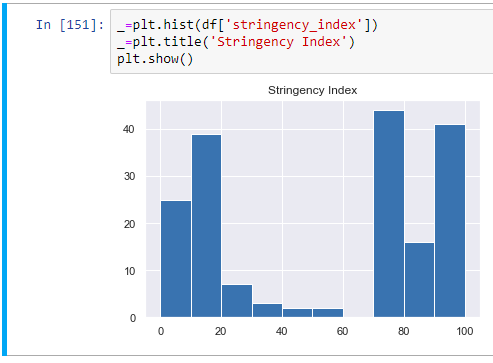 In [151]: _=plt.hist(df['stringency_index'])
_=plt.title('Stringency Index')
plt.show()
Stringency Index
40
30
20
10
0
0 20 40 60 80 100